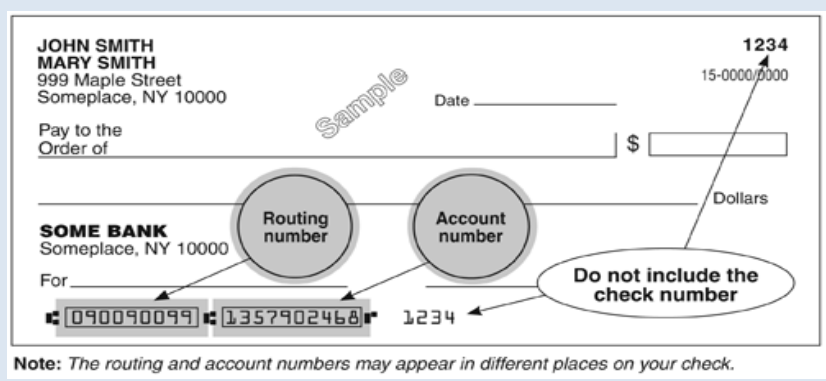 JOHN SMITH
MARY SMITH
999 Maple Street
Someplace, NY 10000
1234
15-0000/0000
Sample
Date
Pay to the
Order of
$
Dollars
Routing
number
Account
number
SOME BANK
Someplace, NY 10000
For
Do not include the
check number
090090099 1357902468 1234
Note: The routing and account numbers may appear in different places on your check.